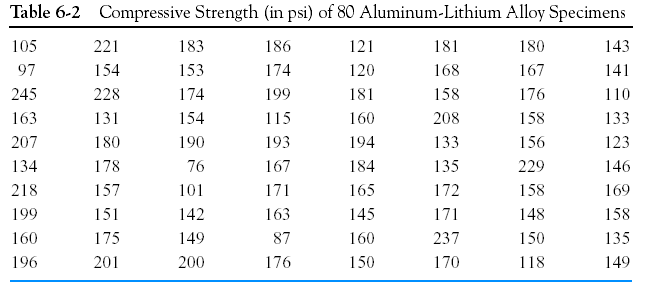 Table 6-2 Compressive Strength (in psi) of 80 Aluminum-Lithium Alloy Specimens
105 221 183 186 121 181 180 143
97 154 153 174 120 168 167 141
245 228 174 199 181 158 176 110
163 131 154 115 160 208 158 133
207 180 190 193 194 133 156 123
134 178 76 167 184 135 229 146
218 157 101 171 165 172 158 169
199 151 142 163 145 171 148 158
160 175 149 87 160 237 150 135
196 201 200 176 150 170 118 149